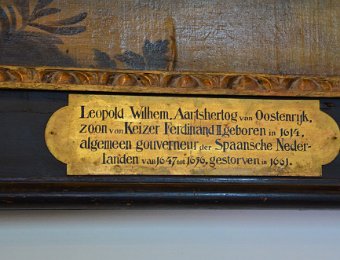 Leopold Wilhem, Aartshertog van Oostenrijk,
zoon van Keizer Ferdinand II geboren in 1614,
algemeen gouverneur der Spaansche Neder-
landen van 1647 tot 1656, gestorven in 1661.